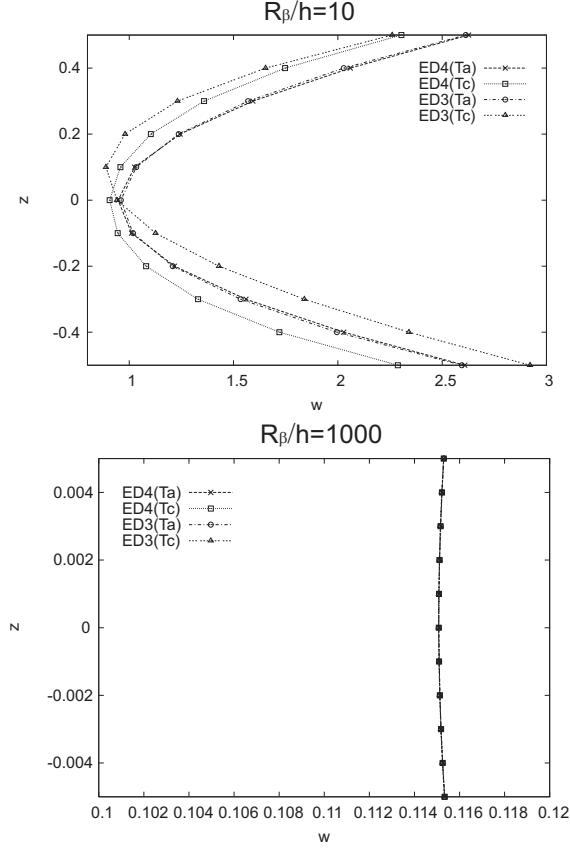 Rβ/h=10
0.4
0.2
0
-0.2
-0.4
z
ED4(Ta)
ED4(Tc)
ED3(Ta)
ED3(Tc)
1 1.5 2 2.5 3
w
Rβ/h=1000
0.004
0.002
0
-0.002
-0.004
z
ED4(Ta)
ED4(Tc)
ED3(Ta)
ED3(Tc)
0.1 0.102 0.104 0.106 0.108 0.11 0.112 0.114 0.116 0.118 0.12
w